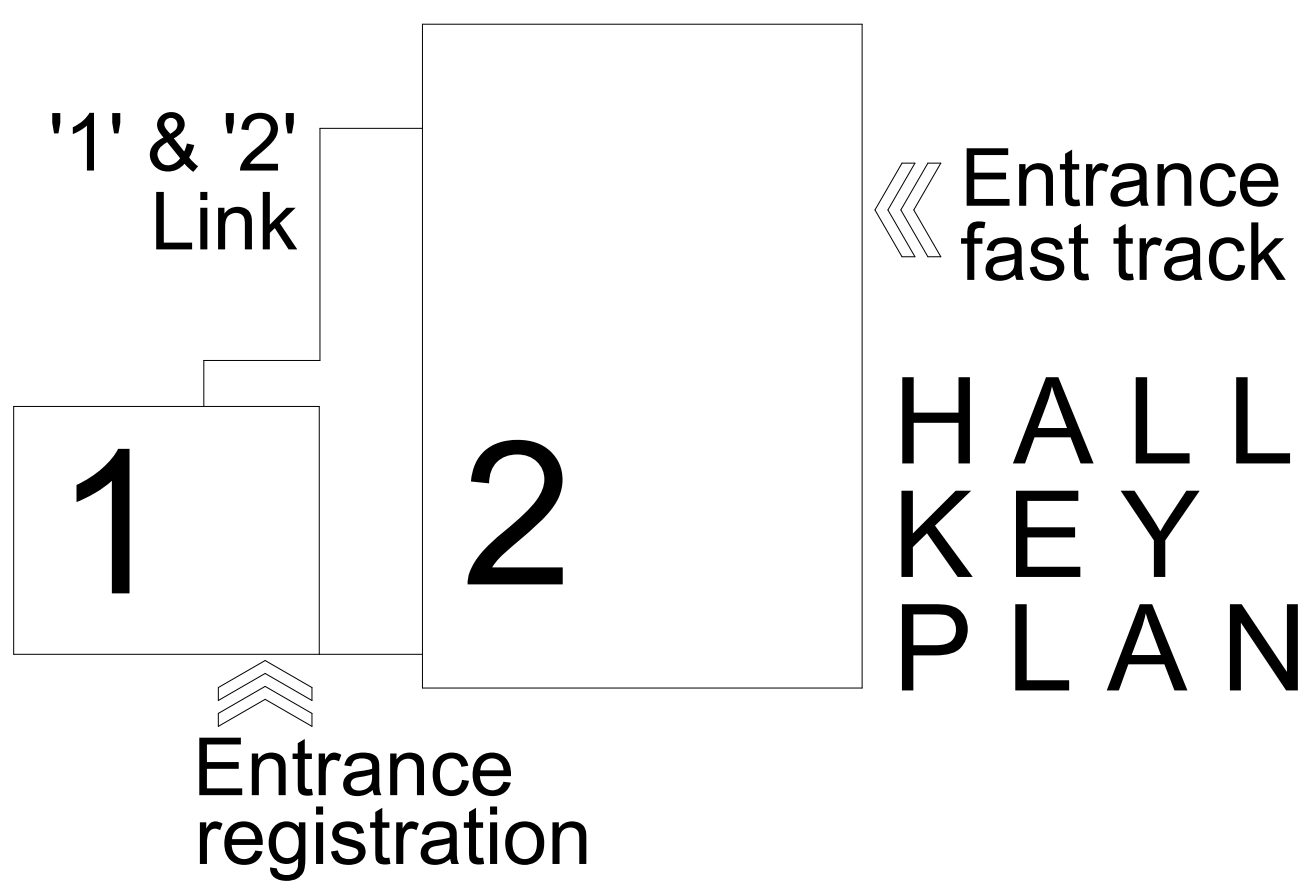 '1' & '2'
Link
Entrance
fast track
1
2
HALL
KEY
PLAN
Entrance
registration